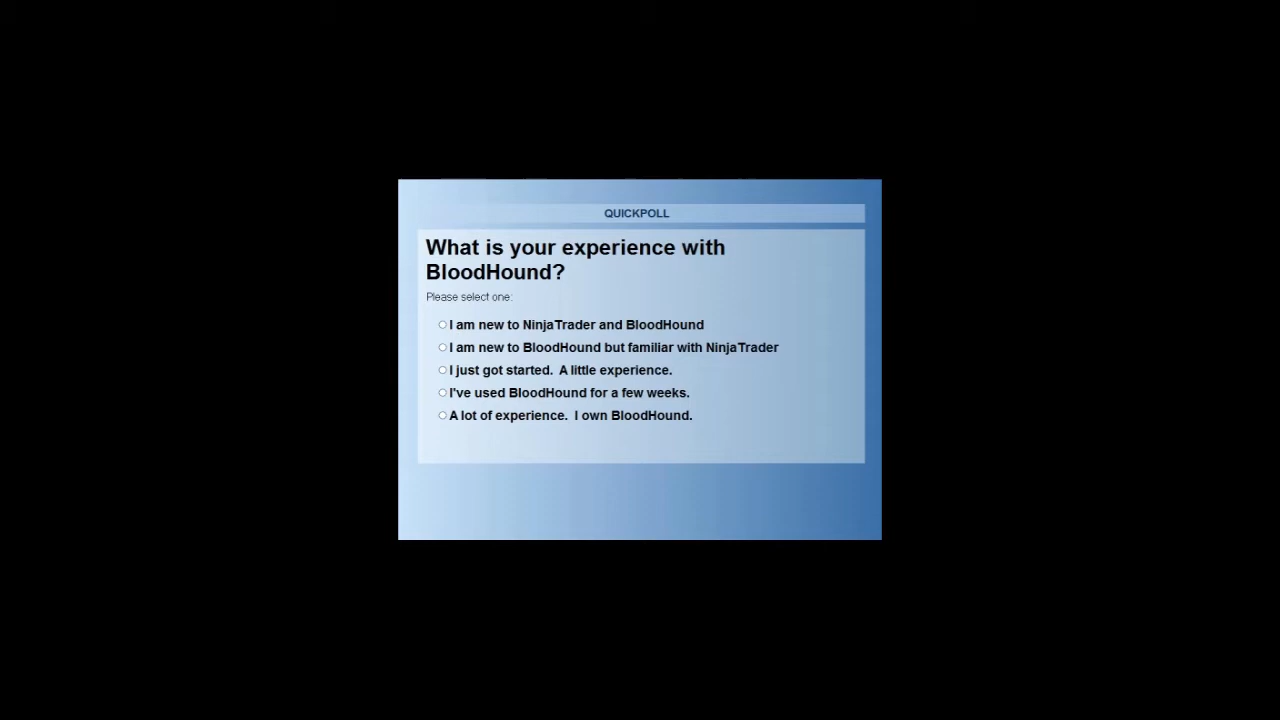 QUICKPOLL
What is your experience with
BloodHound?
Please select one:
I am new to NinjaTrader and BloodHound
I am new to BloodHound but familiar with NinjaTrader
I just got started.  A little experience.
I've used BloodHound for a few weeks.
A lot of experience.  I own BloodHound.